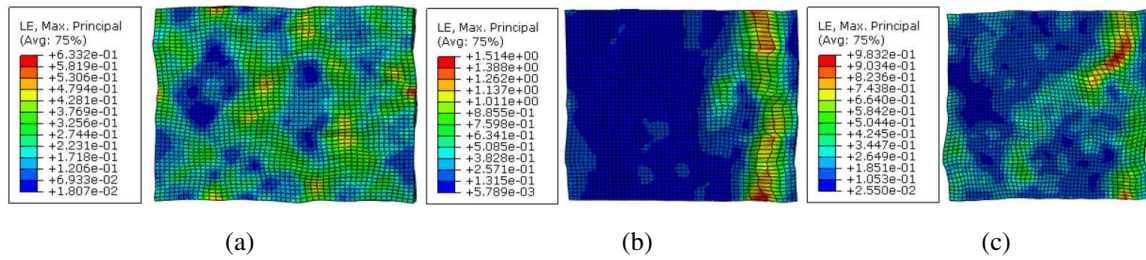 LE, Max. Principal
(Avg: 75%)
+6.332e-01
+5.819e-01
+5.306e-01
+4.794e-01
+4.281e-01
+3.769e-01
+3.256e-01
+2.744e-01
+2.231e-01
+1.718e-01
+1.206e-01
+6.933e-02
+1.807e-02
LE, Max. Principal
(Avg: 75%)
+1.514e+00
+1.388e+00
+1.262e+00
+1.137e+00
+1.011e+00
+8.855e-01
+7.598e-01
+6.341e-01
+5.085e-01
+3.828e-01
+2.571e-01
+1.315e-01
+5.789e-03
LE, Max. Principal
(Avg: 75%)
+9.832e-01
+9.034e-01
+8.236e-01
+7.438e-01
+6.640e-01
+5.842e-01
+5.044e-01
+4.245e-01
+3.447e-01
+2.649e-01
+1.851e-01
+1.053e-01
+2.550e-02
(a)
(b)
(c)